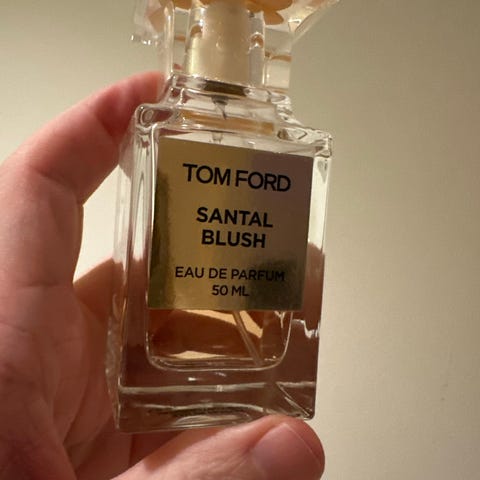 TOM FORD
SANTAL
BLUSH
EAU DE PARFUM
50 ML